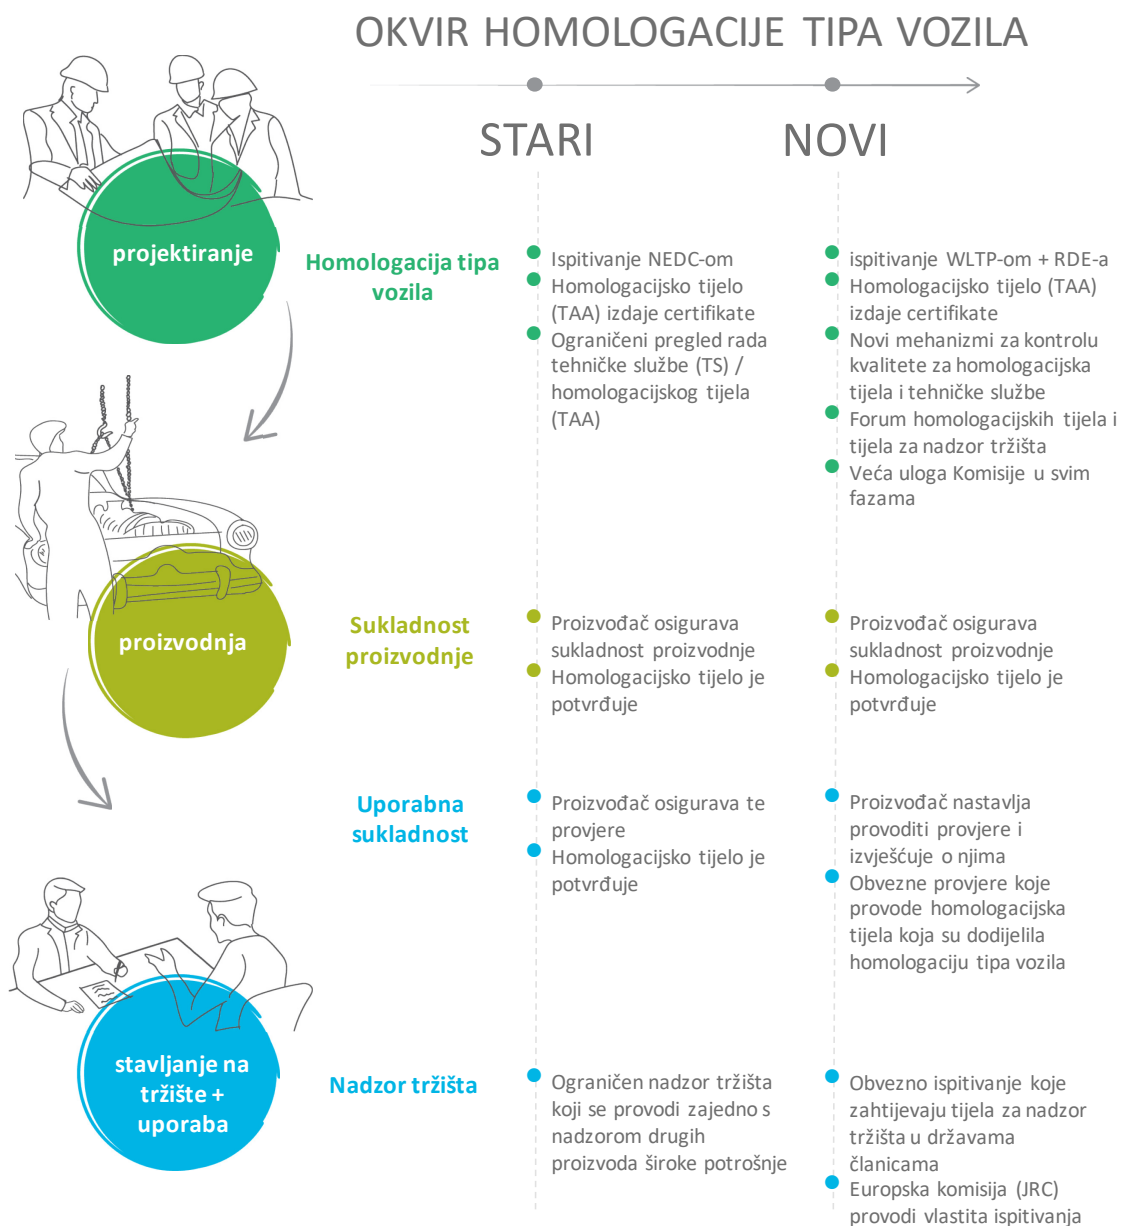 OKVIR HOMOLOGACIJE TIPA VOZILA
STARI
NOVI
projektiranje
Homologacija tipa
vozila
Ispitivanje NEDC-om
Homologacijsko tijelo
(TAA) izdaje certifikate
Ograničeni pregled rada
tehničke službe (TS) /
homologacijskog tijela
(TAA)
ispitivanje WLTP-om + RDE-a
Homologacijsko tijelo (TAA)
izdaje certifikate
Novi mehanizmi za kontrolu
kvalitete za homologacijska
tijela i tehničke službe
Forum homologacijskih tijela i
tijela za nadzor tržišta
Veća uloga Komisije u svim
fazama
proizvodnja
Sukladnost
proizvodnje
Proizvođač osigurava
sukladnost proizvodnje
Homologacijsko tijelo je
potvrđuje
Proizvođač osigurava
sukladnost proizvodnje
Homologacijsko tijelo je
potvrđuje
Uporabna
sukladnost
Proizvođač osigurava te
provjere
Homologacijsko tijelo je
potvrđuje
Proizvođač nastavlja
provoditi provjere i
izvješćuje o njima
Obvezne provjere koje
provode homologacijska
tijela koja su dodijelila
homologaciju tipa vozila
stavljanje na
tržište +
uporaba
Nadzor tržišta
Ograničen nadzor tržišta
koji se provodi zajedno s
nadzorom drugih
proizvoda široke potrošnje
Obvezno ispitivanje koje
zahtijevaju tijela za nadzor
tržišta u državama
članicama
Europska komisija (JRC)
provodi vlastita ispitivanja